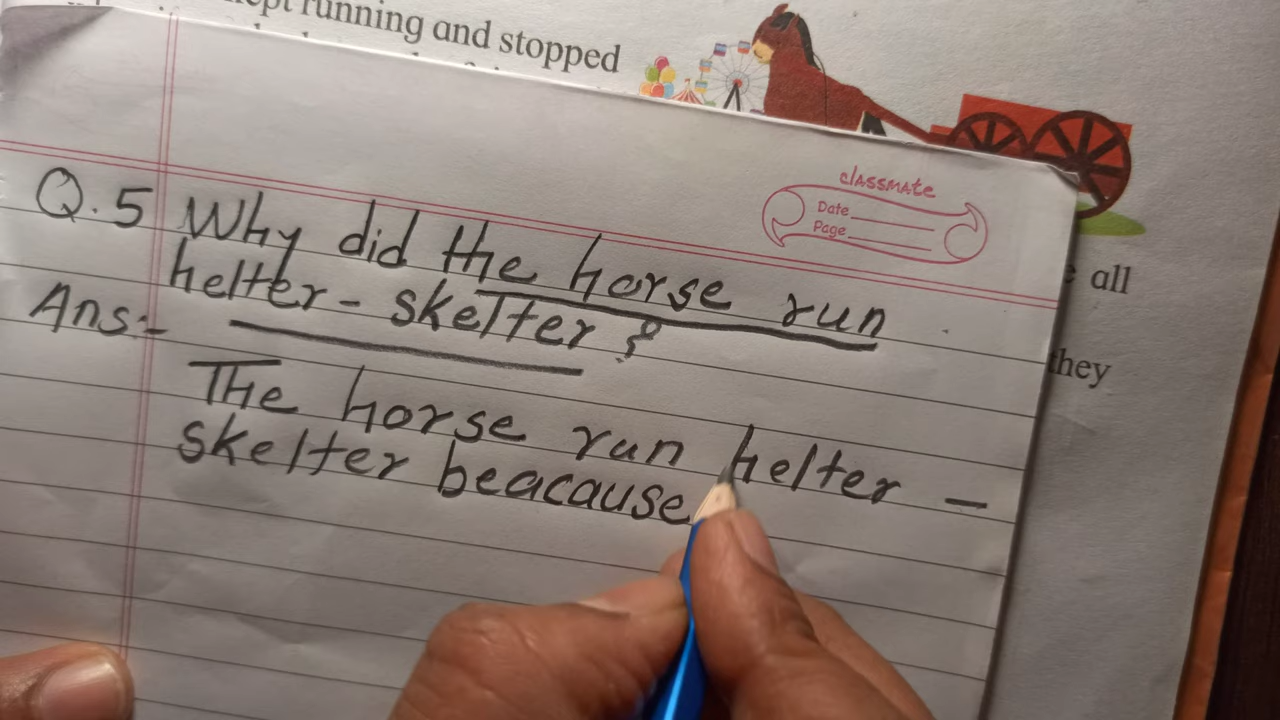 running and stopped
classmate
Date
Page
Q.5 Why did the horse run
helter-skelter?
Ans:-
The horse run helter -
skelter beacause
all
they